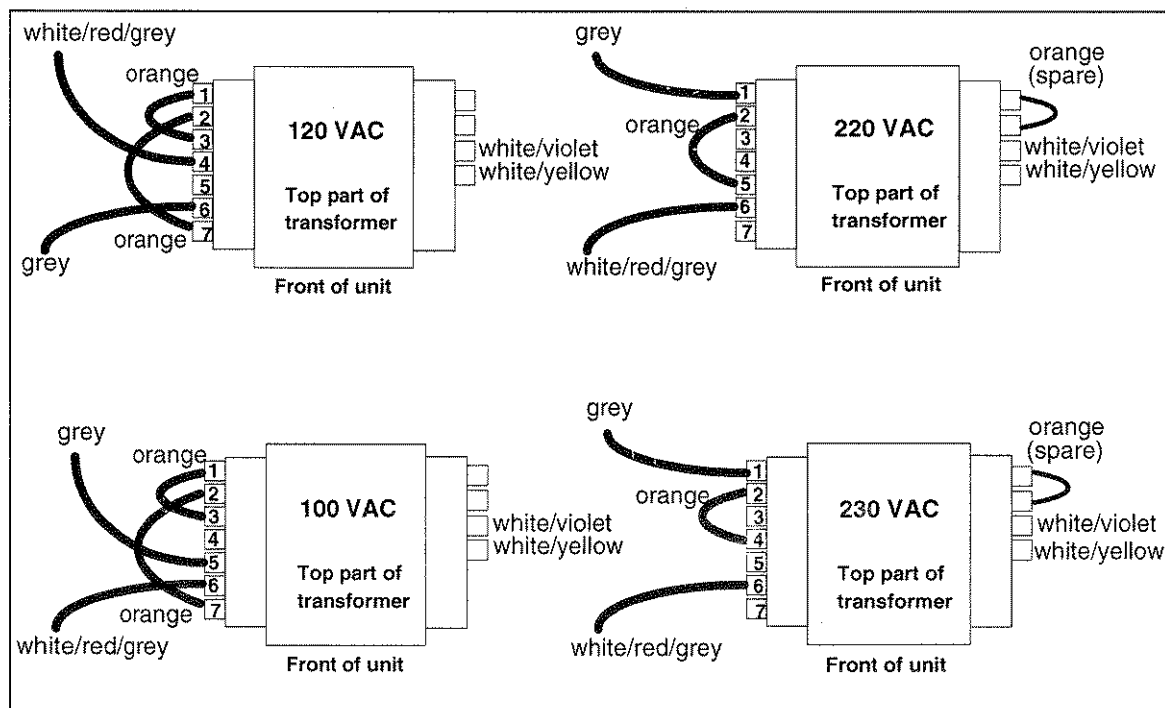 white/red/grey
orange
1
2
3
4
5
6
7
orange
grey
120 VAC
Top part of
transformer
white/violet
white/yellow
Front of unit
grey
orange
1
2
3
4
5
6
7
white/red/grey
220 VAC
Top part of
transformer
orange
(spare)
white/violet
white/yellow
Front of unit
grey
orange
1
2
3
4
5
6
7
orange
white/red/grey
100 VAC
Top part of
transformer
white/violet
white/yellow
Front of unit
grey
orange
1
2
3
4
5
6
7
white/red/grey
230 VAC
Top part of
transformer
orange
(spare)
white/violet
white/yellow
Front of unit